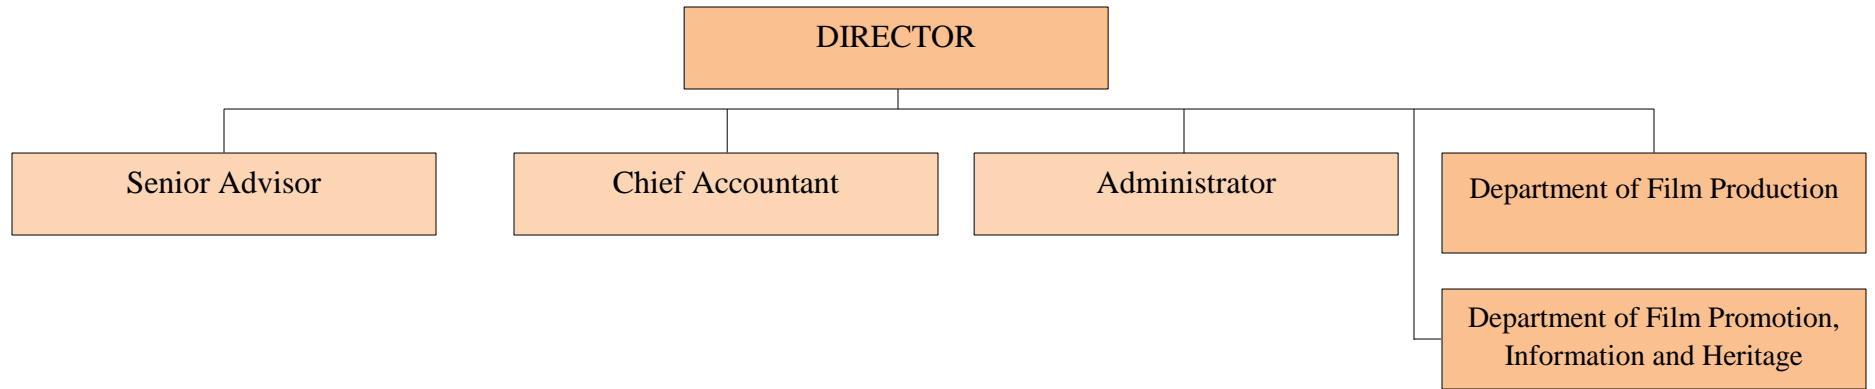 DIRECTOR
Senior Advisor
Chief Accountant
Administrator
Department of Film Production
Department of Film Promotion,
Information and Heritage